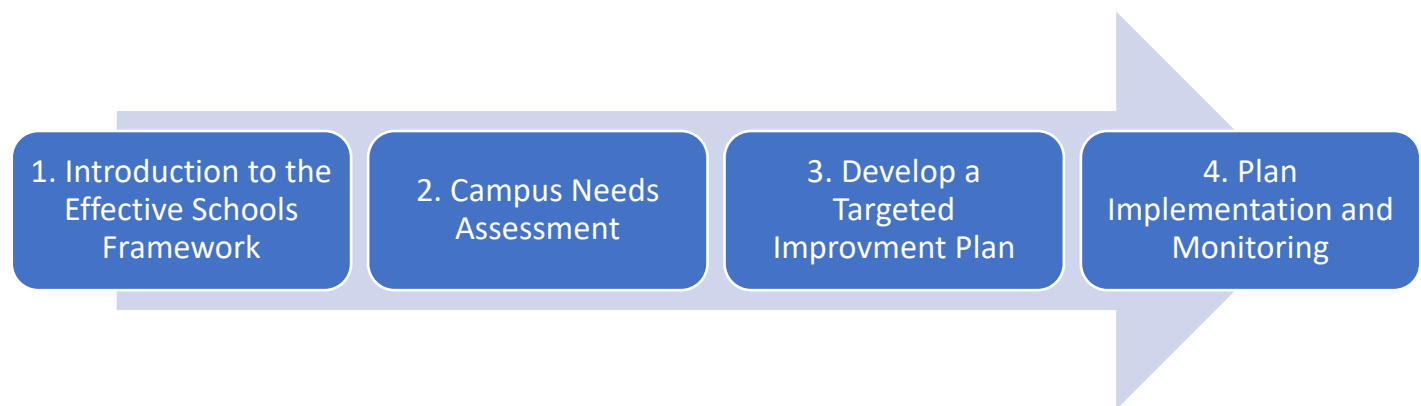 1. Introduction to the
Effective Schools
Framework
2. Campus Needs
Assessment
3. Develop a
Targeted
Improvment Plan
4. Plan
Implementation and
Monitoring